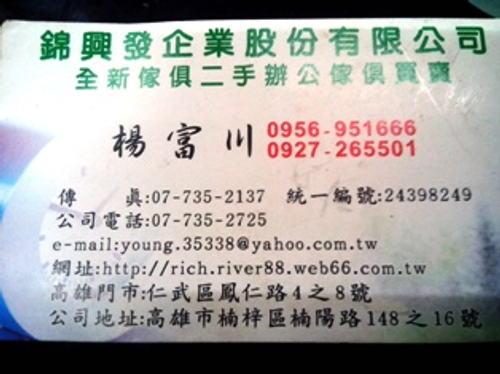 錦興發企業股份有限公司
全新傢俱二手辦公傢俱買賣
楊富川 0956-951666
0927-265501
傳 真:07-735-2137 統一編號:24398249
公司電話:07-735-2725
e-mail:young.35338@yahoo.com.tw
網址:http://rich.river88.web66.com.tw
高雄門市:仁武區鳳仁路4之8號
公司地址:高雄市楠梓區楠陽路148之16號